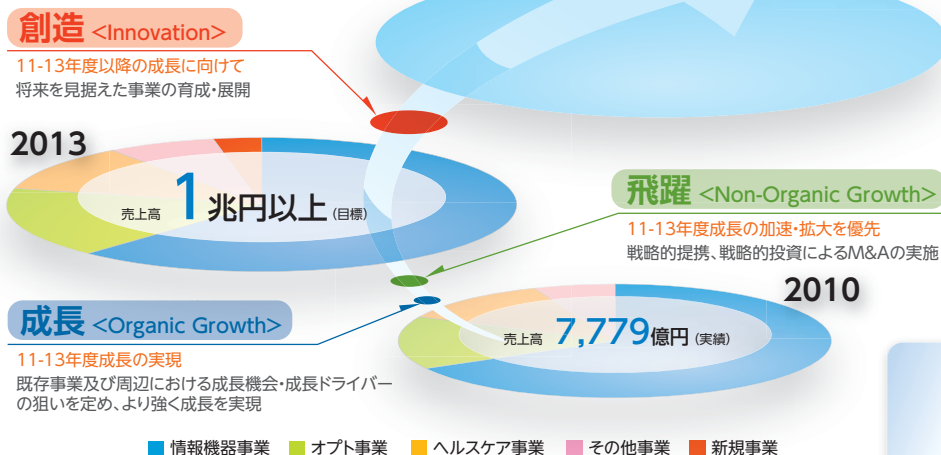 創造 <Innovation>
11-13年度以降の成長に向けて
将来を見据えた事業の育成・展開
2013
売上高 1兆円以上(目標)
飛躍 <Non-Organic Growth>
11-13年度成長の加速・拡大を優先
戦略的提携、戦略的投資によるM&Aの実施
2010
売上高 7,779億円(実績)
成長 <Organic Growth>
11-13年度成長の実現
既存事業及び周辺における成長機会・成長ドライバー
の狙いを定め、より強く成長を実現
情報機器事業 オプト事業 ヘルスケア事業 その他事業 新規事業